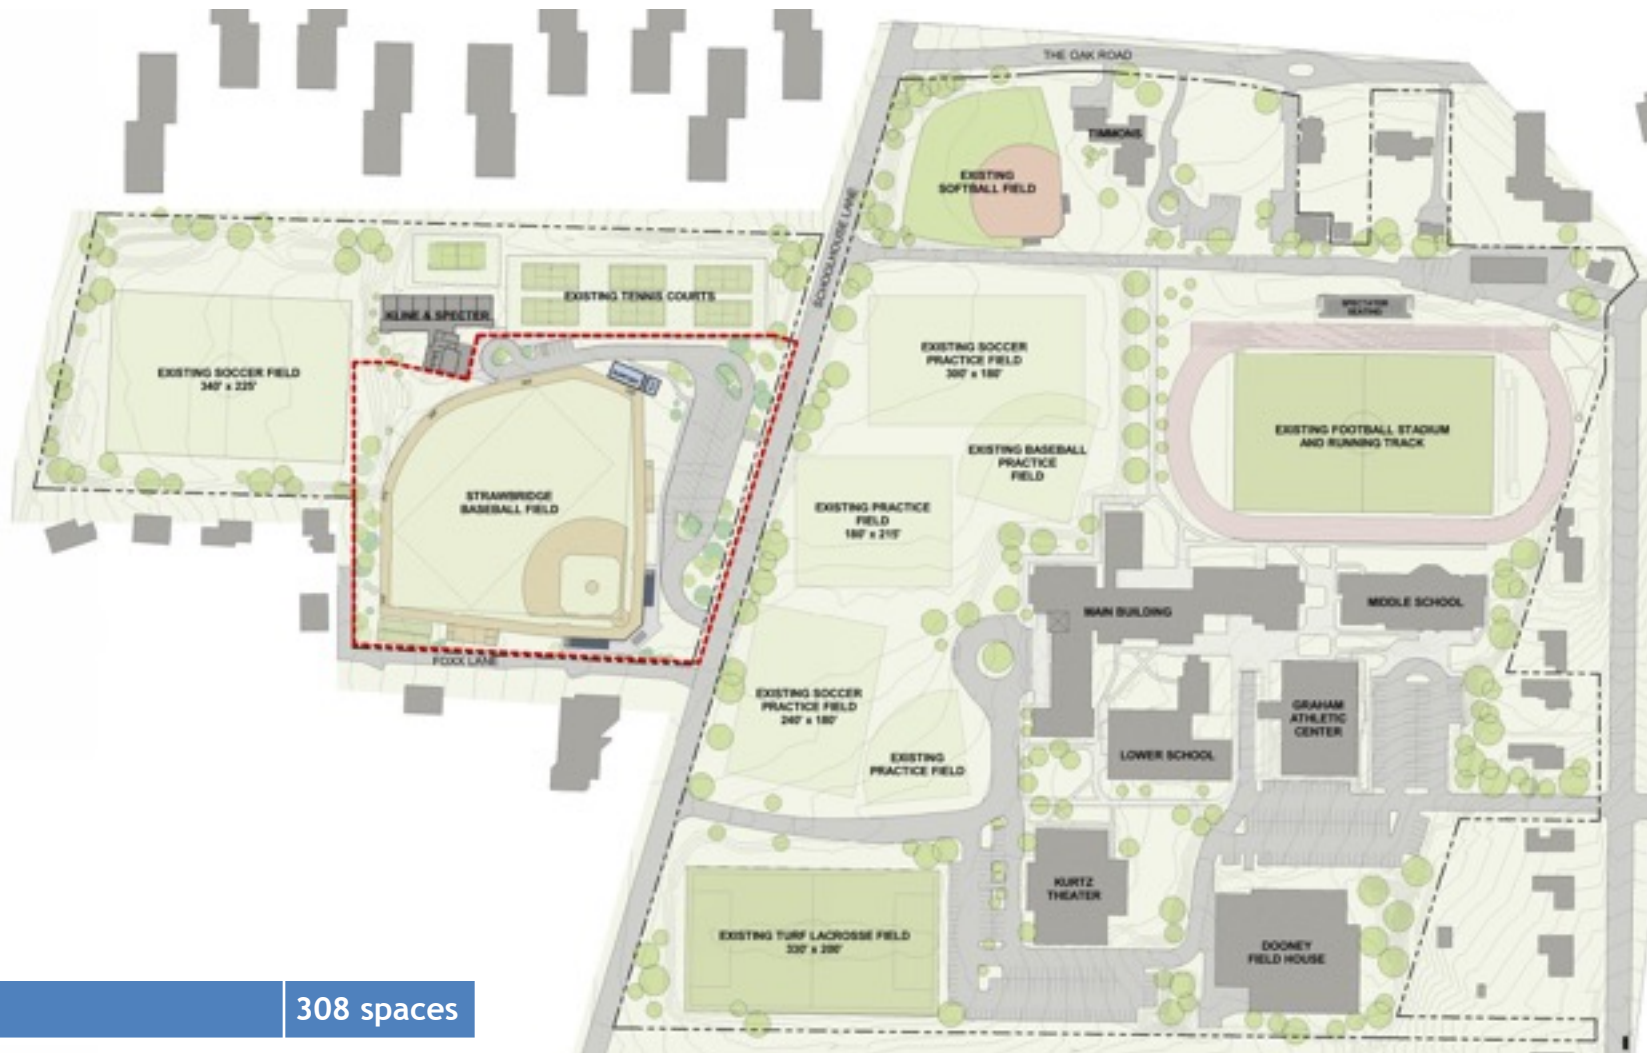 THE OAK ROAD
TIMMONS
EXISTING
SOFTBALL FIELD
SCHOOLHOUSE LANE
EXISTING TENNIS COURTS
KLINE & SPECTER
SPECTATOR
SEATING
EXISTING SOCCER
PRACTICE FIELD
300' x 180'
EXISTING SOCCER FIELD
340' x 225'
EXISTING FOOTBALL STADIUM
AND RUNNING TRACK
EXISTING BASEBALL
PRACTICE
FIELD
STRAWBRIDGE
BASEBALL FIELD
EXISTING PRACTICE
FIELD
180' x 215'
MAIN BUILDING
MIDDLE SCHOOL
FOXX LANE
EXISTING SOCCER
PRACTICE FIELD
240' x 180'
GRAHAM
ATHLETIC
CENTER
LOWER SCHOOL
EXISTING
PRACTICE FIELD
KURTZ
THEATER
EXISTING TURF LACROSSE FIELD
330' x 200'
DOONEY
FIELD HOUSE
308 spaces